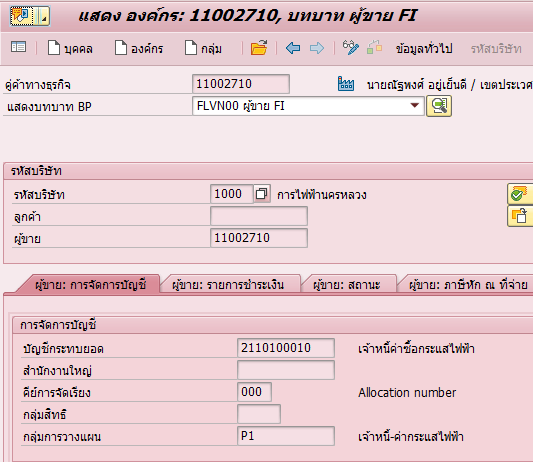 แสดง องค์กร: 11002710, บทบาท ผู้ขาย FI
บุคคล องค์กร กลุ่ม ข้อมูลทั่วไป รหัสบริษัท
คู่ค้าทางธุรกิจ 11002710 นายณัฐพงศ์ อยู่เย็นดี / เขตประเวศ
แสดงบทบาท BP FLVN00 ผู้ขาย FI
รหัสบริษัท
รหัสบริษัท 1000 การไฟฟ้านครหลวง
ลูกค้า
ผู้ขาย 11002710
ผู้ขาย: การจัดการบัญชี ผู้ขาย: รายการชำระเงิน ผู้ขาย: สถานะ ผู้ขาย: ภาษีหัก ณ ที่จ่าย
การจัดการบัญชี
บัญชีกระทบยอด 2110100010 เจ้าหนี้ค่าซื้อกระแสไฟฟ้า
สำนักงานใหญ่
คีย์การจัดเรียง 000 Allocation number
กลุ่มสิทธิ์
กลุ่มการวางแผน P1 เจ้าหนี้-ค่ากระแสไฟฟ้า